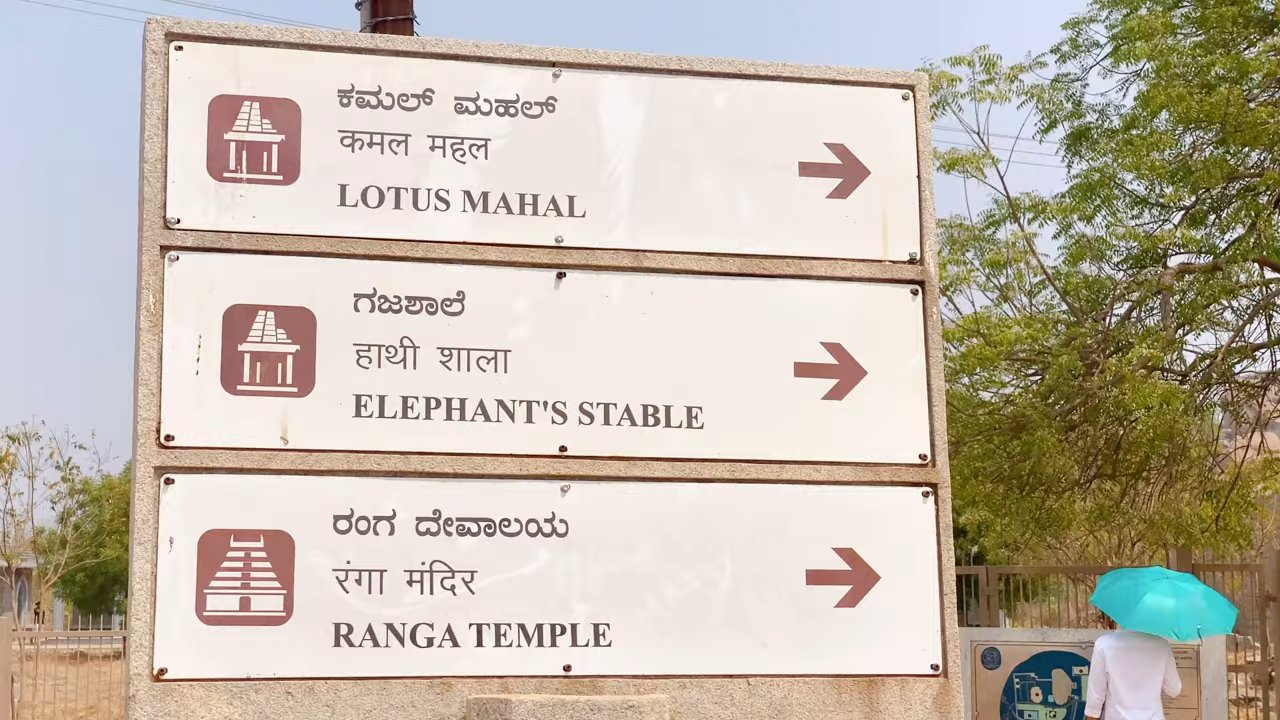 ಕಮಲ್ ಮಹಲ್
कमल महल
LOTUS MAHAL
ಗಜಶಾಲೆ
हाथी शाला
ELEPHANT'S STABLE
ರಂಗ ದೇವಾಲಯ
रंगा मंदिर
RANGA TEMPLE